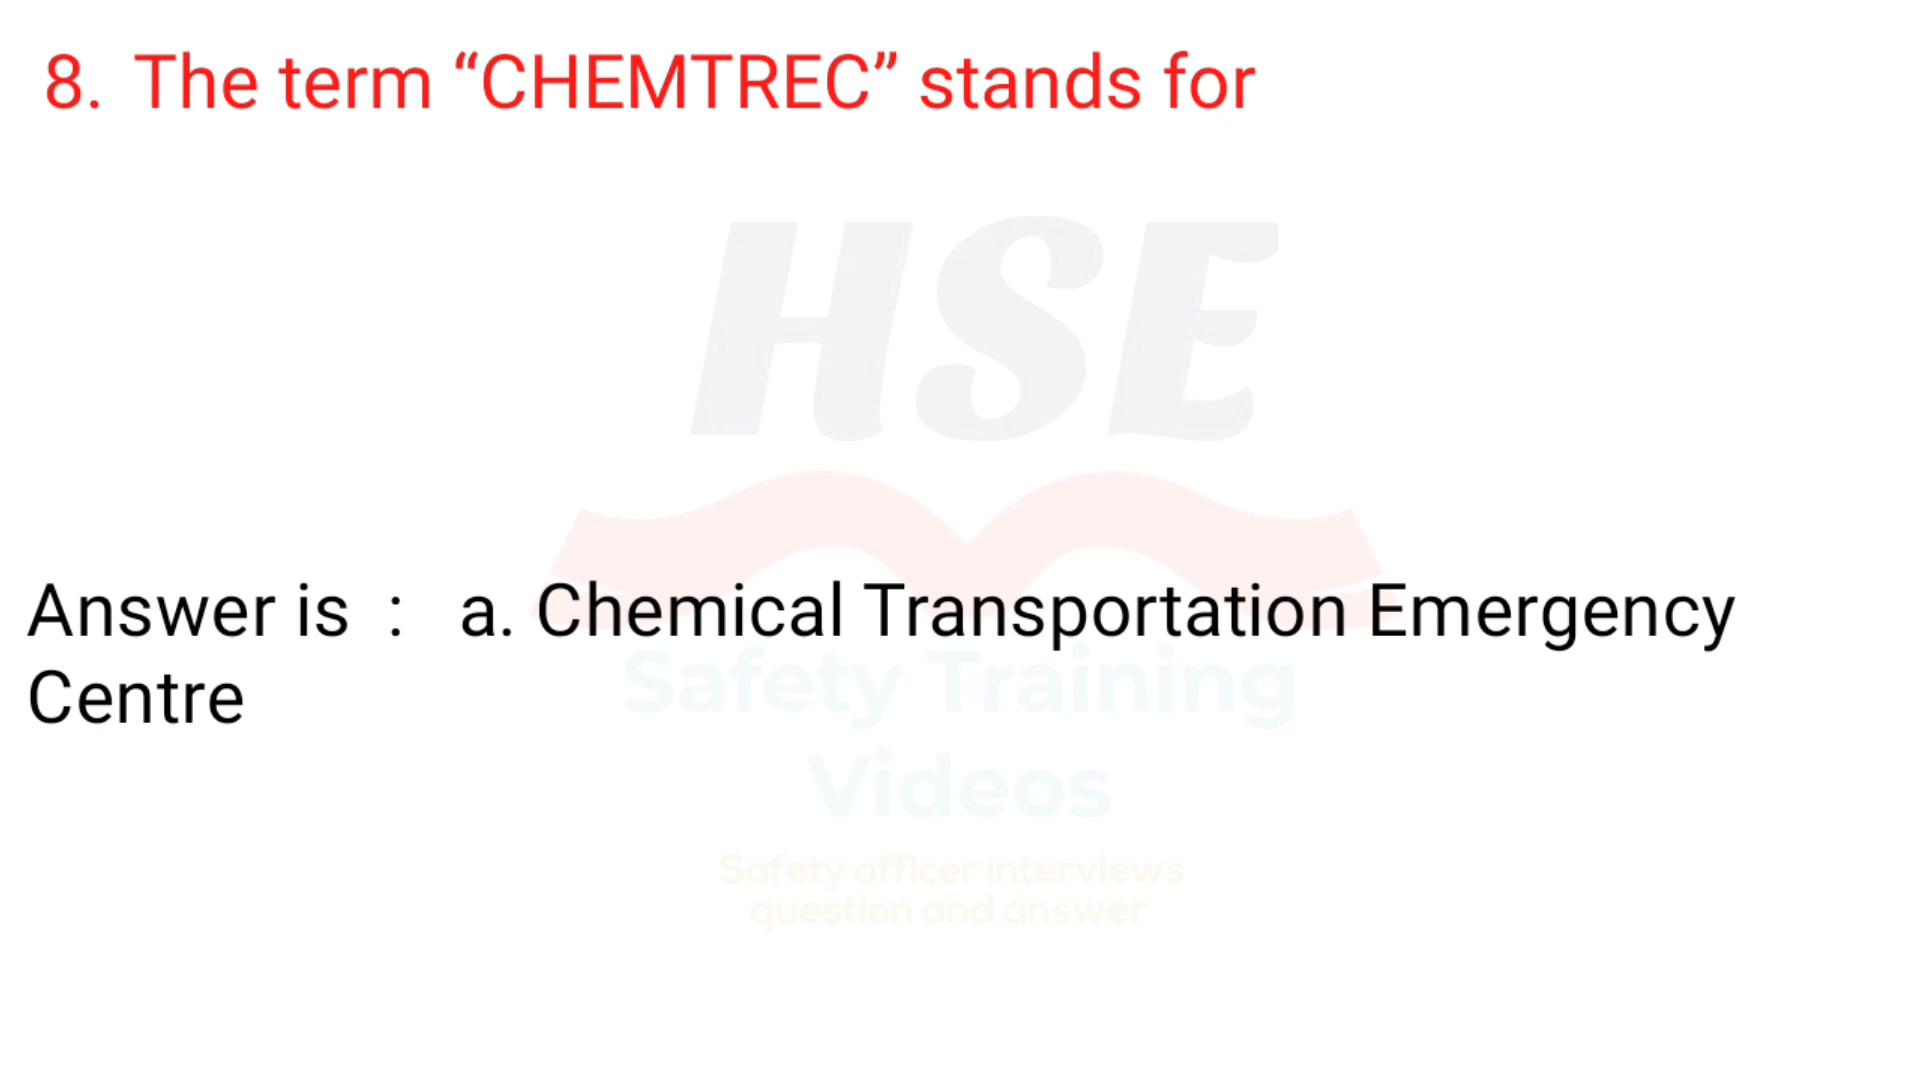 8. The term “CHEMTREC” stands for
HSE
Answer is : a. Chemical Transportation Emergency
Centre
Safety Training
Videos
Safety officer interviews
question and answer